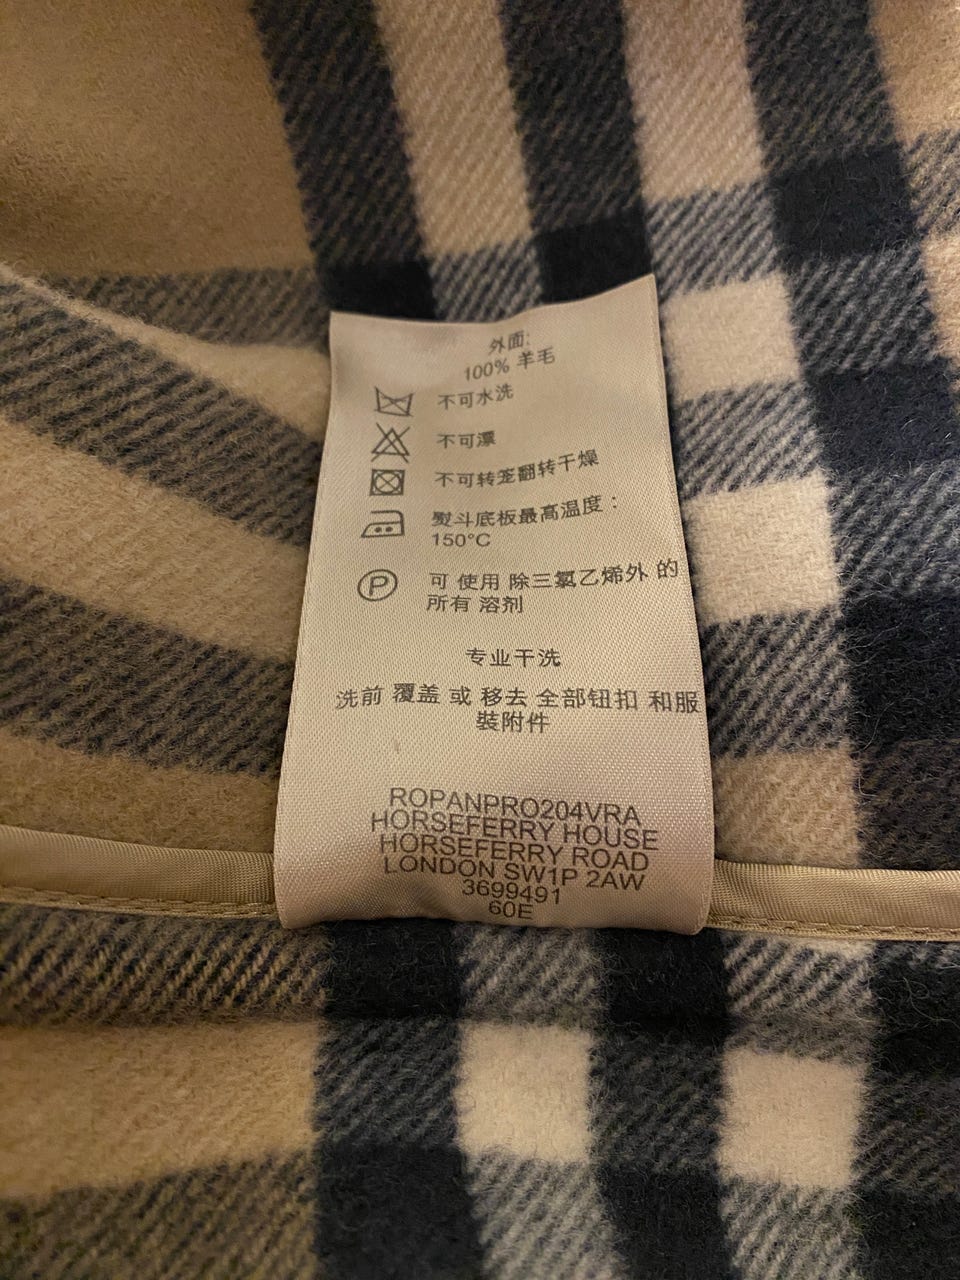 外面:
100% 羊毛
不可水洗
不可漂
不可转笼翻转干燥
熨斗底板最高温度：
150°C
P
可 使用 除三氯乙烯外 的
所有 溶剂
专业干洗
洗前 覆盖 或 移去 全部钮扣 和服
裝附件
ROPANPRO204VRA
HORSEFERRY HOUSE
HORSEFERRY ROAD
LONDON SW1P 2AW
3699491
60E